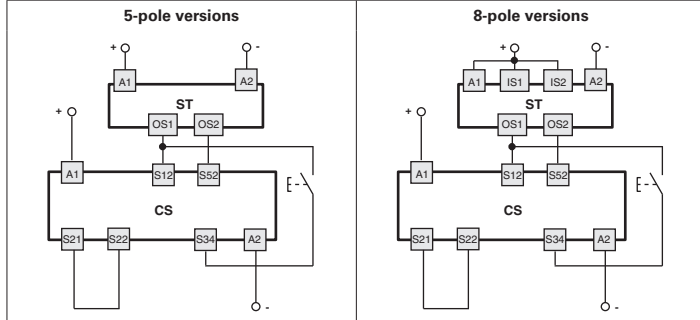 5-pole versions
8-pole versions
+ -
A1 A2
ST
OS1 OS2
+
A1 S12 S52
CS
S21 S22 S34 A2
-
+ -
A1 IS1 IS2 A2
ST
OS1 OS2
+
A1 S12 S52
CS
S21 S22 S34 A2
-